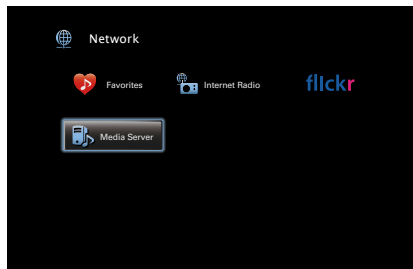 Network
Favorites
Internet Radio
flickr
Media Server